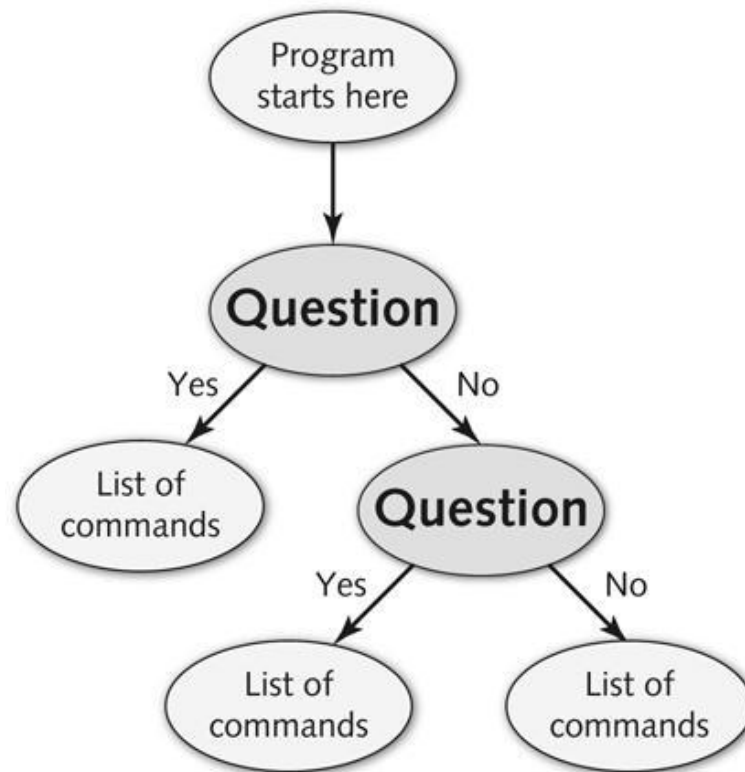 Program
starts here
Question
Yes
No
List of
commands
Question
Yes
No
List of
commands
List of
commands